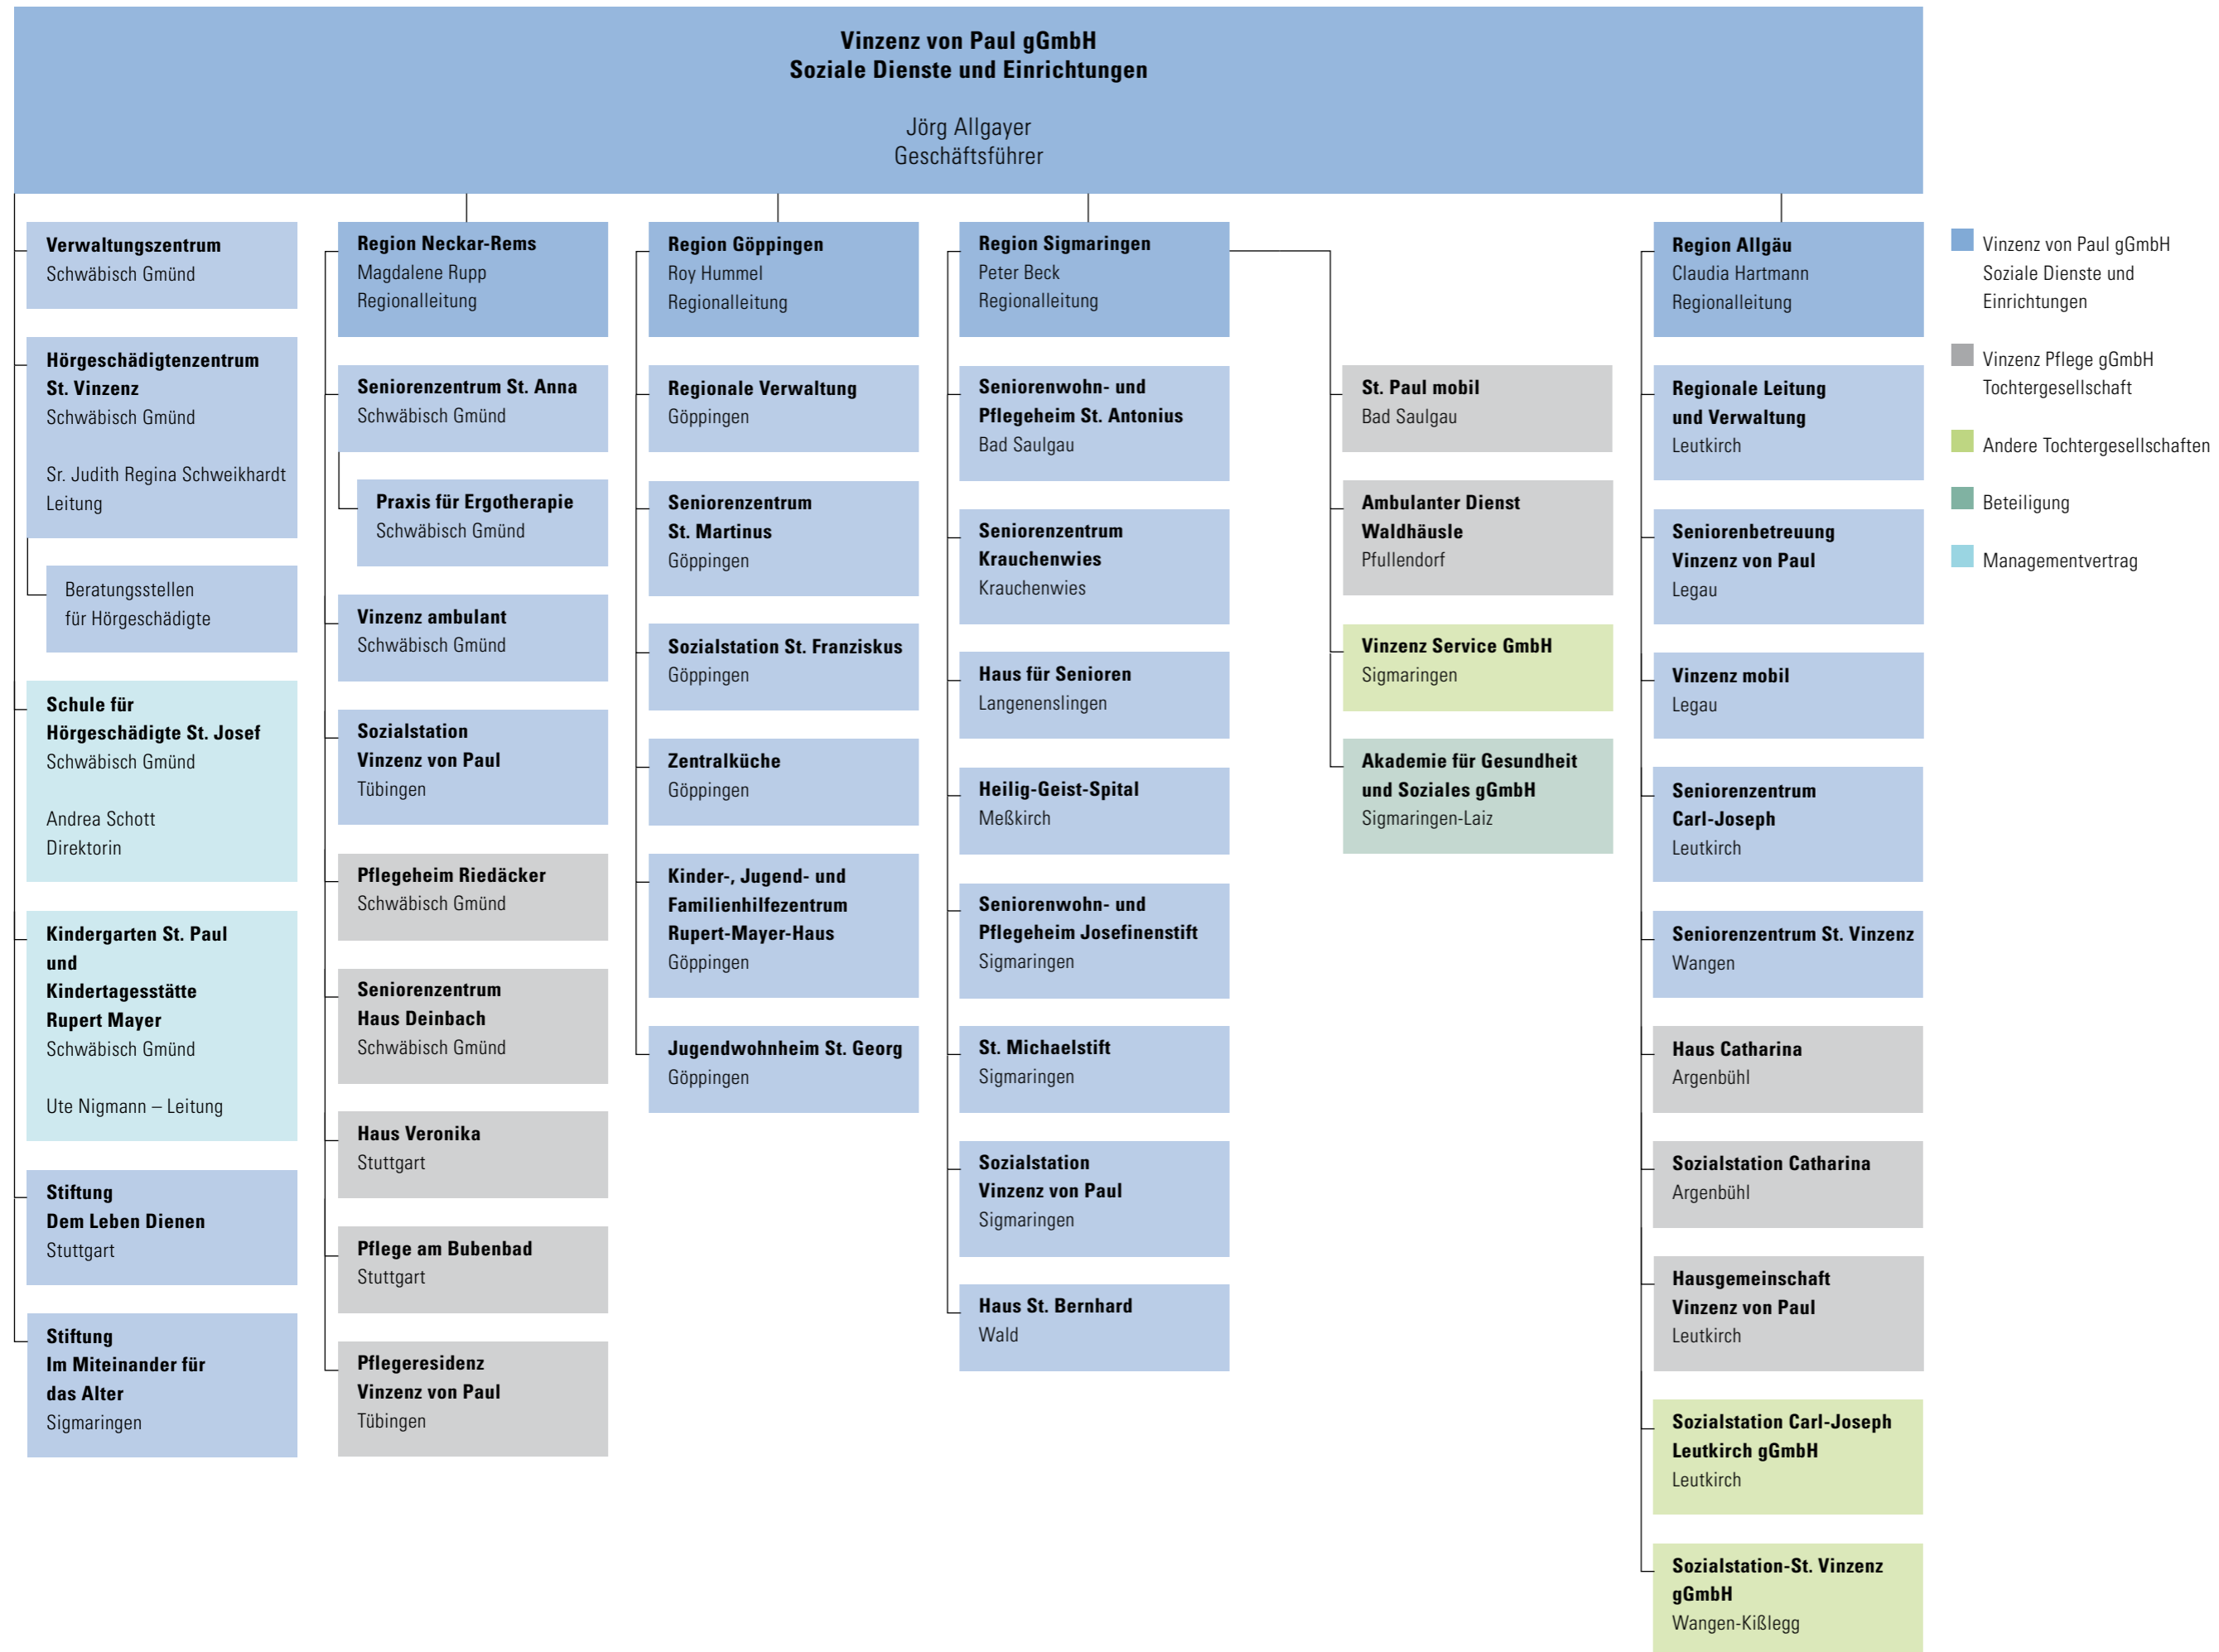 Vinzenz von Paul gGmbH
Soziale Dienste und Einrichtungen
Jörg Allgayer
Geschäftsführer
Verwaltungszentrum
Schwäbisch Gmünd
Hörgeschädigtenzentrum
St. Vinzenz
Schwäbisch Gmünd
Sr. Judith Regina Schweikhardt
Leitung
Beratungsstellen
für Hörgeschädigte
Schule für
Hörgeschädigte St. Josef
Schwäbisch Gmünd
Andrea Schott
Direktorin
Kindergarten St. Paul
und
Kindertagesstätte
Rupert Mayer
Schwäbisch Gmünd
Ute Nigmann – Leitung
Stiftung
Dem Leben Dienen
Stuttgart
Stiftung
Im Miteinander für
das Alter
Sigmaringen
Region Neckar-Rems
Magdalene Rupp
Regionalleitung
Seniorenzentrum St. Anna
Schwäbisch Gmünd
Praxis für Ergotherapie
Schwäbisch Gmünd
Vinzenz ambulant
Schwäbisch Gmünd
Sozialstation
Vinzenz von Paul
Tübingen
Pflegeheim Riedäcker
Schwäbisch Gmünd
Seniorenzentrum
Haus Deinbach
Schwäbisch Gmünd
Haus Veronika
Stuttgart
Pflege am Bubenbad
Stuttgart
Pflegeresidenz
Vinzenz von Paul
Tübingen
Region Göppingen
Roy Hummel
Regionalleitung
Regionale Verwaltung
Göppingen
Seniorenzentrum
St. Martinus
Göppingen
Sozialstation St. Franziskus
Göppingen
Zentralküche
Göppingen
Kinder-, Jugend- und
Familienhilfezentrum
Rupert-Mayer-Haus
Göppingen
Jugendwohnheim St. Georg
Göppingen
Region Sigmaringen
Peter Beck
Regionalleitung
Seniorenwohn- und
Pflegeheim St. Antonius
Bad Saulgau
Seniorenzentrum
Krauchenwies
Krauchenwies
Haus für Senioren
Langenenslingen
Heilig-Geist-Spital
Meßkirch
Seniorenwohn- und
Pflegeheim Josefinenstift
Sigmaringen
St. Michaelstift
Sigmaringen
Sozialstation
Vinzenz von Paul
Sigmaringen
Haus St. Bernhard
Wald
St. Paul mobil
Bad Saulgau
Ambulanter Dienst
Waldhäusle
Pfullendorf
Vinzenz Service GmbH
Sigmaringen
Akademie für Gesundheit
und Soziales gGmbH
Sigmaringen-Laiz
Region Allgäu
Claudia Hartmann
Regionalleitung
Regionale Leitung
und Verwaltung
Leutkirch
Seniorenbetreuung
Vinzenz von Paul
Legau
Vinzenz mobil
Legau
Seniorenzentrum
Carl-Joseph
Leutkirch
Seniorenzentrum St. Vinzenz
Wangen
Haus Catharina
Argenbühl
Sozialstation Catharina
Argenbühl
Hausgemeinschaft
Vinzenz von Paul
Leutkirch
Sozialstation Carl-Joseph
Leutkirch gGmbH
Leutkirch
Sozialstation-St. Vinzenz
gGmbH
Wangen-Kißlegg
Vinzenz von Paul gGmbH
Soziale Dienste und
Einrichtungen
Vinzenz Pflege gGmbH
Tochtergesellschaft
Andere Tochtergesellschaften
Beteiligung
Managementvertrag